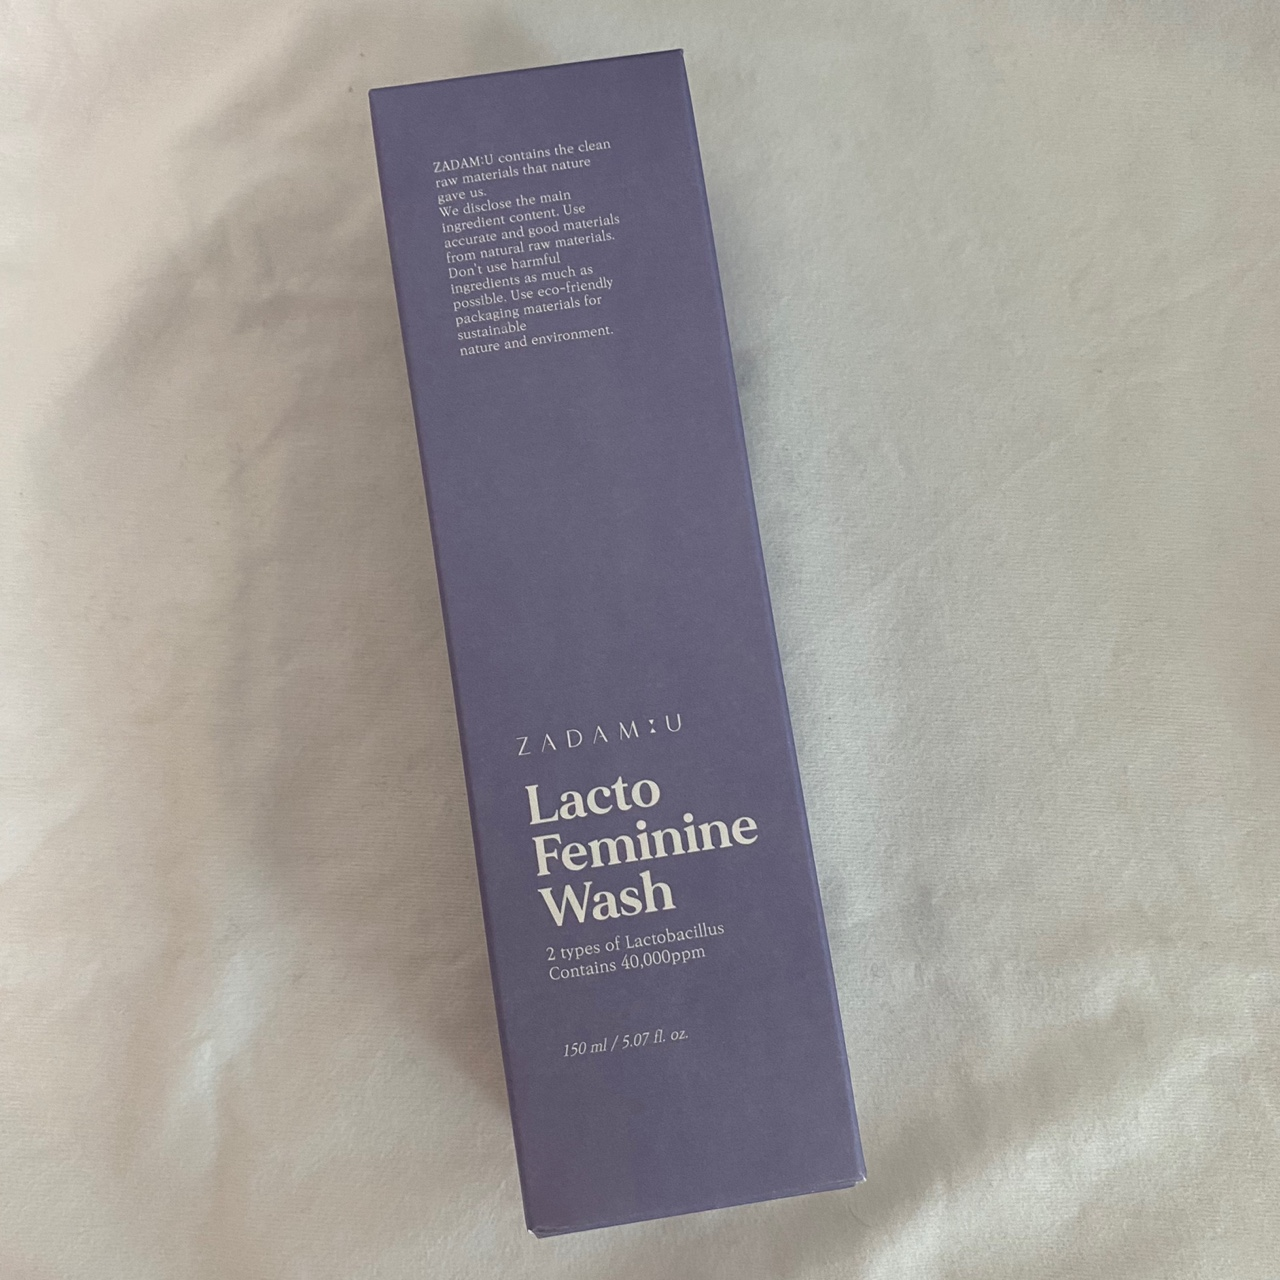 ZADAM:U contains the clean
raw materials that nature
gave us.
We disclose the main
ingredient content. Use
accurate and good materials
from natural raw materials.
Don't use harmful
ingredients as much as
possible. Use eco-friendly
packaging materials for
sustainable
nature and environment.
ZADAM:U
Lacto
Feminine
Wash
2 types of Lactobacillus
Contains 40,000ppm
150 ml / 5.07 fl. oz.